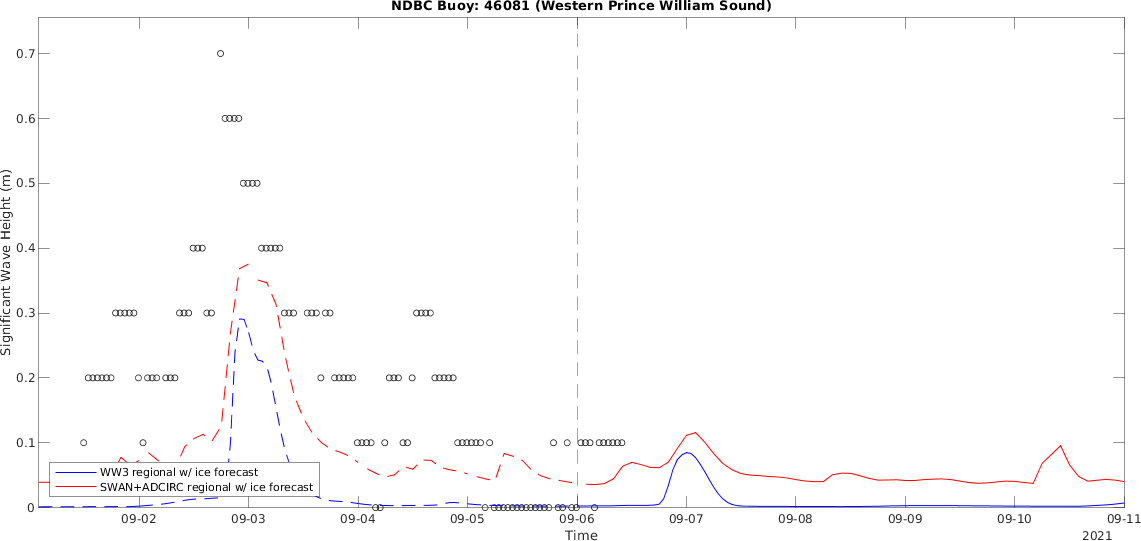 NDBC Buoy: 46081 (Western Prince William Sound)
Significant Wave Height (m)
0.7
0.6
0.5
0.4
0.3
0.2
0.1
0
WW3 regional w/ ice forecast
SWAN+ADCIRC regional w/ ice forecast
09-02 09-03 09-04 09-05 09-06 09-07 09-08 09-09 09-10 09-11
Time
2021